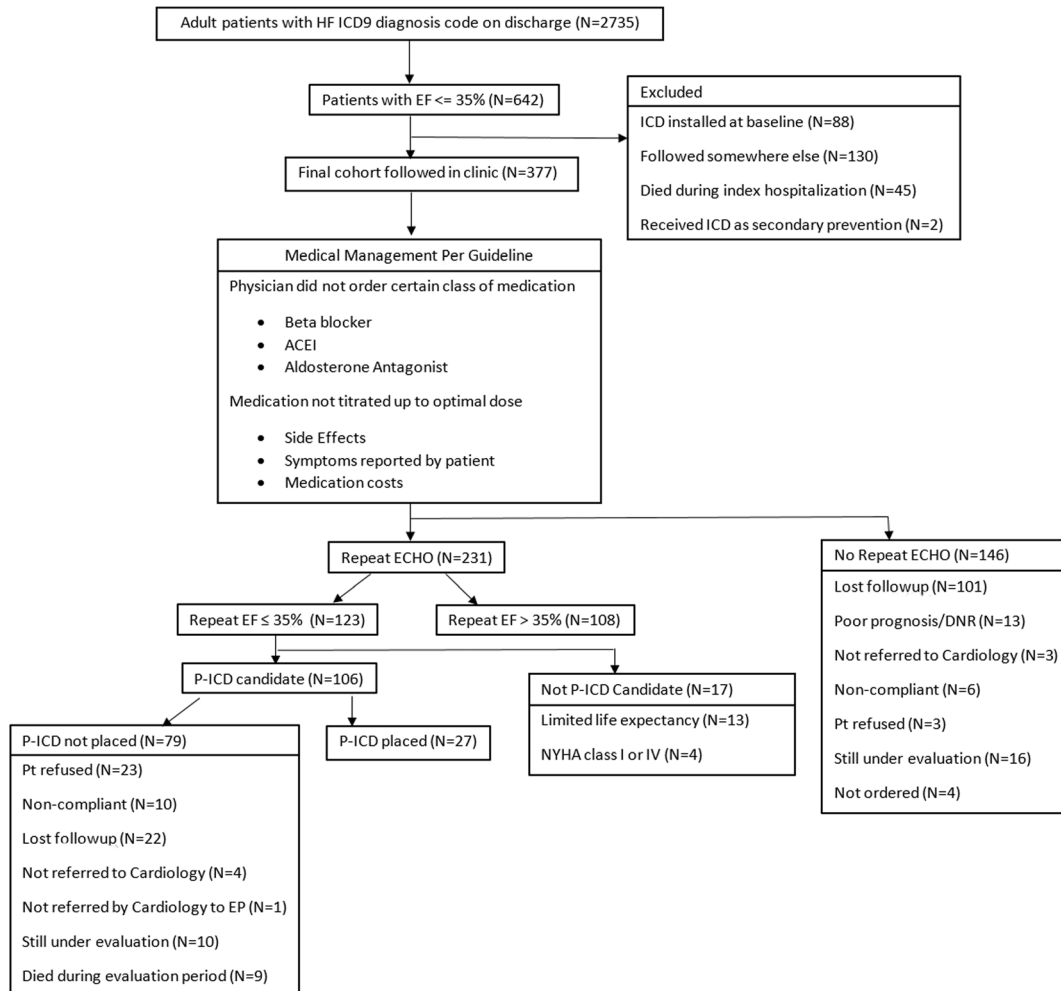 Adult patients with HF ICD9 diagnosis code on discharge (N=2735)
Patients with EF <= 35% (N=642)
Excluded
ICD installed at baseline (N=88)
Followed somewhere else (N=130)
Died during index hospitalization (N=45)
Received ICD as secondary prevention (N=2)
Final cohort followed in clinic (N=377)
Medical Management Per Guideline
Physician did not order certain class of medication
• Beta blocker
• ACEI
• Aldosterone Antagonist
Medication not titrated up to optimal dose
• Side Effects
• Symptoms reported by patient
• Medication costs
Repeat ECHO (N=231)
No Repeat ECHO (N=146)
Lost followup (N=101)
Poor prognosis/DNR (N=13)
Not referred to Cardiology (N=3)
Non-compliant (N=6)
Pt refused (N=3)
Still under evaluation (N=16)
Not ordered (N=4)
Repeat EF ≤ 35% (N=123)
Repeat EF > 35% (N=108)
P-ICD candidate (N=106)
Not P-ICD Candidate (N=17)
Limited life expectancy (N=13)
NYHA class I or IV (N=4)
P-ICD not placed (N=79)
Pt refused (N=23)
Non-compliant (N=10)
Lost followup (N=22)
Not referred to Cardiology (N=4)
Not referred by Cardiology to EP (N=1)
Still under evaluation (N=10)
Died during evaluation period (N=9)
P-ICD placed (N=27)